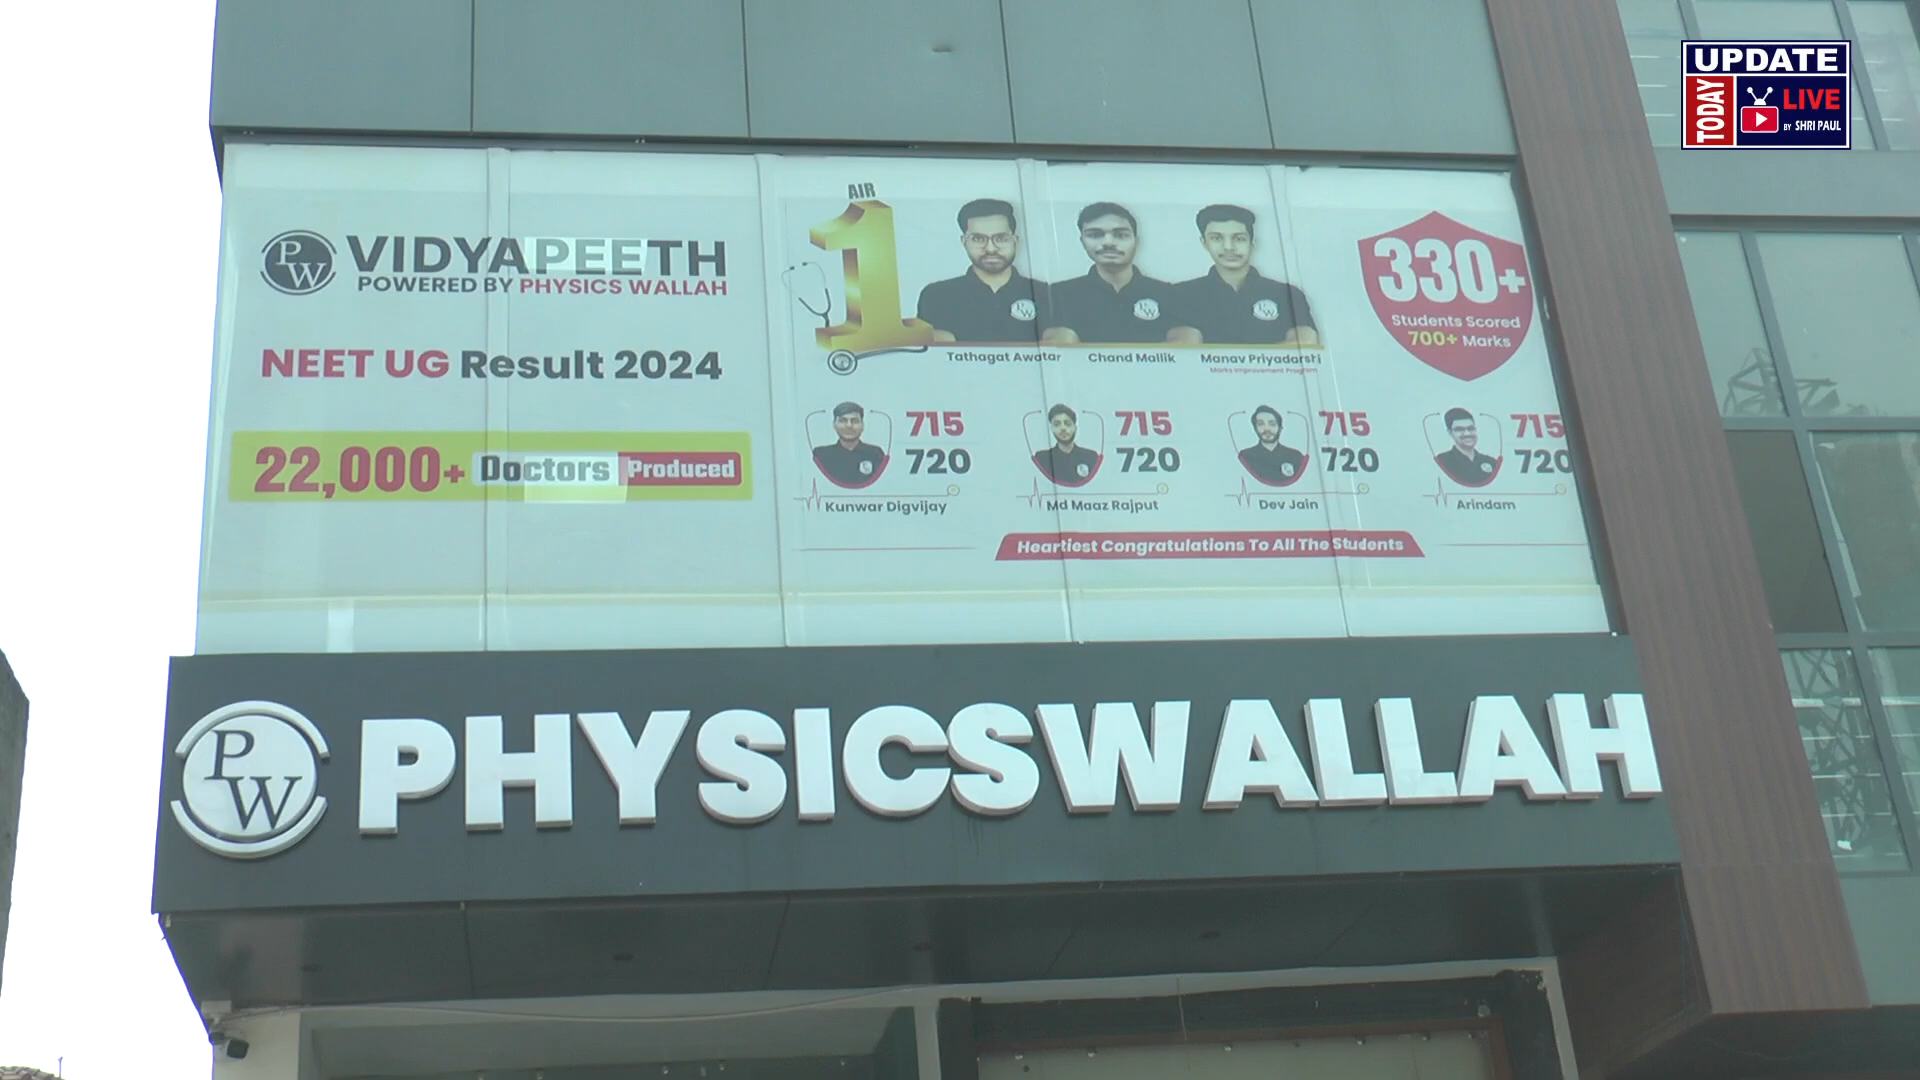 UPDATE
TODAY
LIVE
BY SHRI PAUL
PW VIDYAPEETH
POWERED BY PHYSICS WALLAH
NEET UG Result 2024
22,000+ Doctors Produced
AIR
1
Tathagat Awatar
Chand Mallik
Manav Priyadarshi
Marks Improvement Program
330+
Students Scored
700+ Marks
715
720
Kunwar Digvijay
715
720
Md Maaz Rajput
715
720
Dev Jain
715
720
Arindam
Heartiest Congratulations To All The Students
PW PHYSICSWALLAH